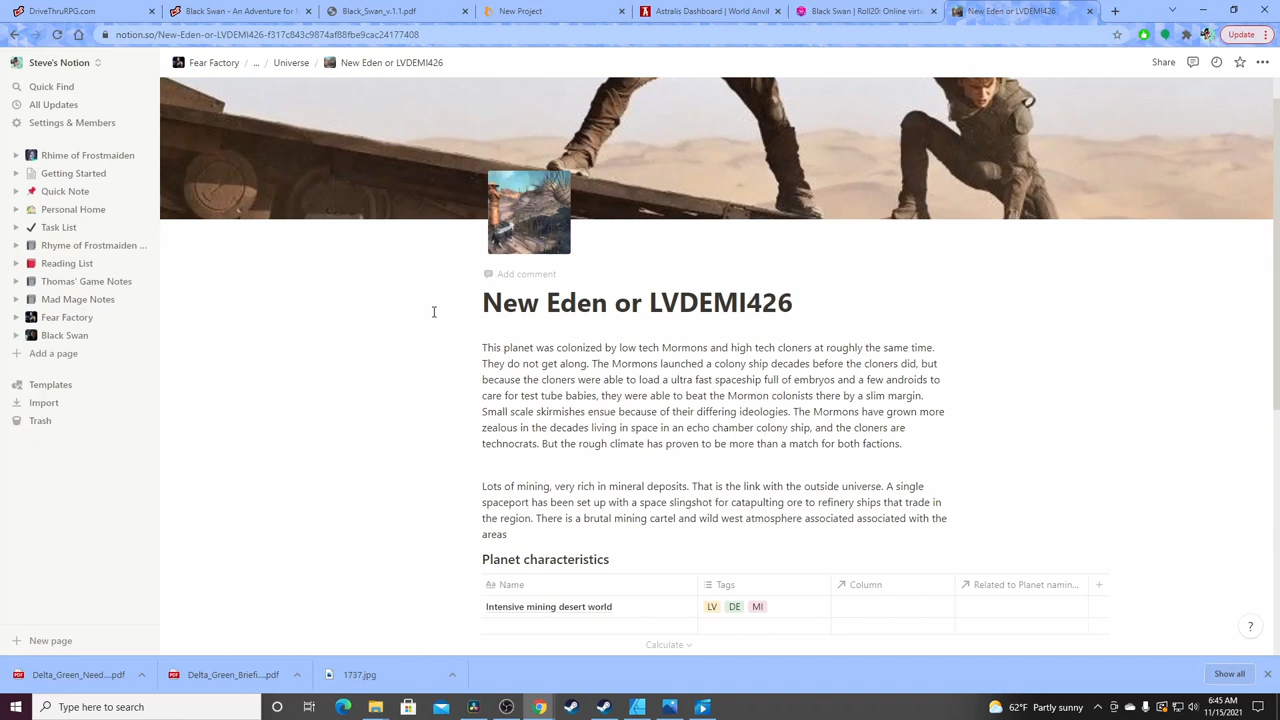 DriveThruRPG.com
Black Swan - An Adventure for
Black_Swan_v.1.1.pdf
New Project
Astralis Dashboard | World Anvil
Black Swan | Roll20: Online virtu
New Eden or LVDEMI426
notion.so/New-Eden-or-LVDEMI426-f317c843c9874af88fbe9cac24177408
Update
Steve's Notion
Fear Factory / ... / Universe / New Eden or LVDEMI426
Share
Quick Find
All Updates
Settings & Members
Rhime of Frostmaiden
Getting Started
Quick Note
Personal Home
Task List
Rhyme of Frostmaiden ...
Reading List
Thomas' Game Notes
Mad Mage Notes
Fear Factory
Black Swan
Add a page
Templates
Import
Trash
New page
Add comment
New Eden or LVDEMI426
This planet was colonized by low tech Mormons and high tech cloners at roughly the same time.
They do not get along. The Mormons launched a colony ship decades before the cloners did, but
because the cloners were able to load a ultra fast spaceship full of embryos and a few androids to
care for test tube babies, they were able to beat the Mormon colonists there by a slim margin.
Small scale skirmishes ensue because of their differing ideologies. The Mormons have grown more
zealous in the decades living in space in an echo chamber colony ship, and the cloners are
technocrats. But the rough climate has proven to be more than a match for both factions.
Lots of mining, very rich in mineral deposits. That is the link with the outside universe. A single
spaceport has been set up with a space slingshot for catapulting ore to refinery ships that trade in
the region. There is a brutal mining cartel and wild west atmosphere associated associated with the
areas
Planet characteristics
Aa Name Tags Column Related to Planet namin...
Intensive mining desert world LV DE MI
Calculate
?
Delta_Green_Need....pdf
Delta_Green_Briefi....pdf
1737.jpg
Show all
Type here to search
62°F Partly sunny
6:45 AM
11/15/2021